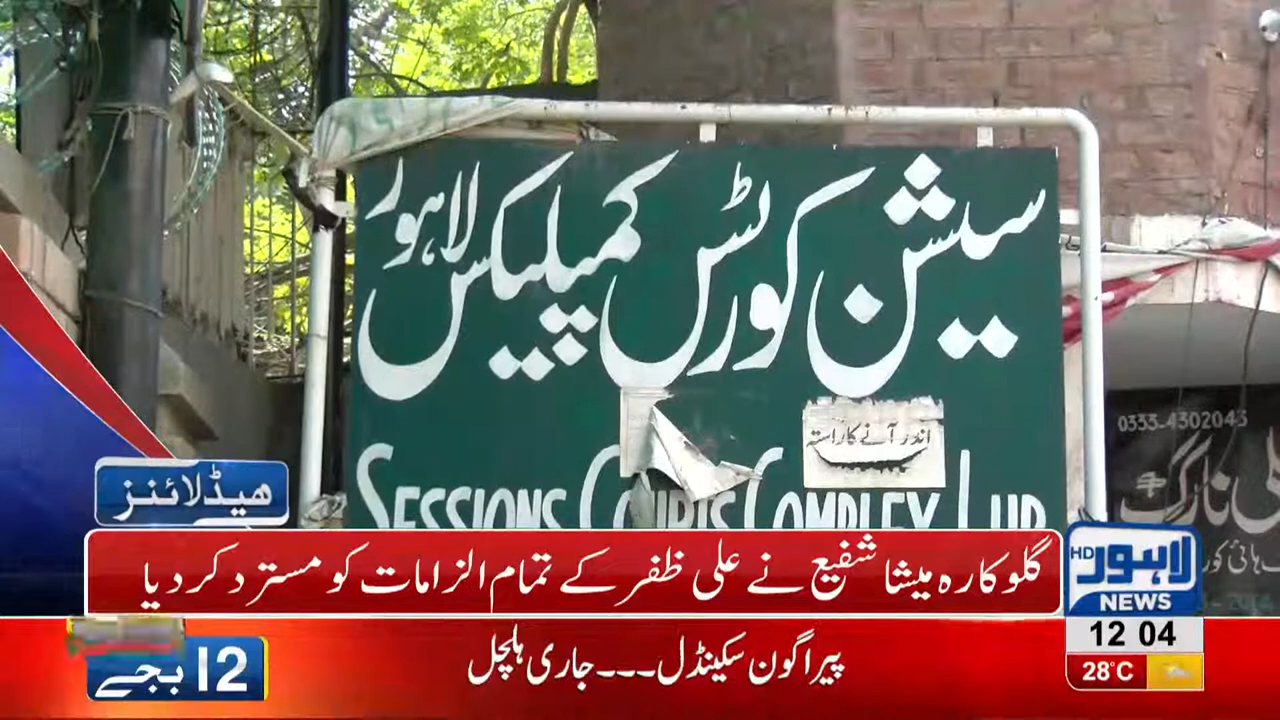 سیشن کورٹس کمپلیکس لاہور
اندر آنے کا راستہ
SESSIONS COURTS COMPLEX LHR
0333-4302043
ہیڈلائنز
گلوکارہ میشا شفیع نے علی ظفر کے تمام الزامات کو مسترد کر دیا
لاہور HD
NEWS
12 04
28°C
12 بجے
پیراگون سکینڈل۔۔۔جاری ہلچل